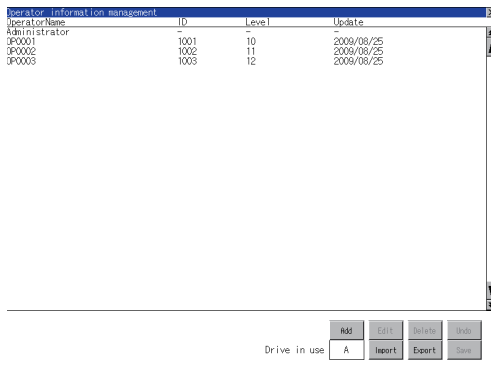 Operator information management
OperatorName ID Level Update
Administrator - - -
OP0001 1001 10 2009/08/25
OP0002 1002 11 2009/08/25
OP0003 1003 12 2009/08/25
Add Edit Delete Undo
Drive in use A Import Export Save